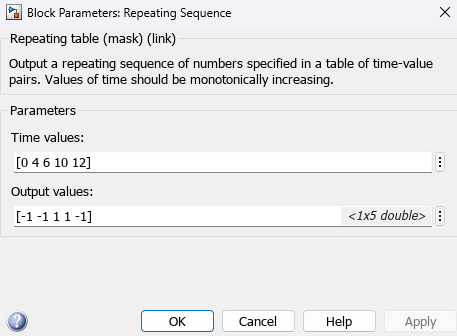 Block Parameters: Repeating Sequence
Repeating table (mask) (link)
Output a repeating sequence of numbers specified in a table of time-value
pairs. Values of time should be monotonically increasing.
Parameters
Time values:
[0 4 6 10 12]
Output values:
[-1 -1 1 1 -1] <1x5 double>
OK Cancel Help Apply